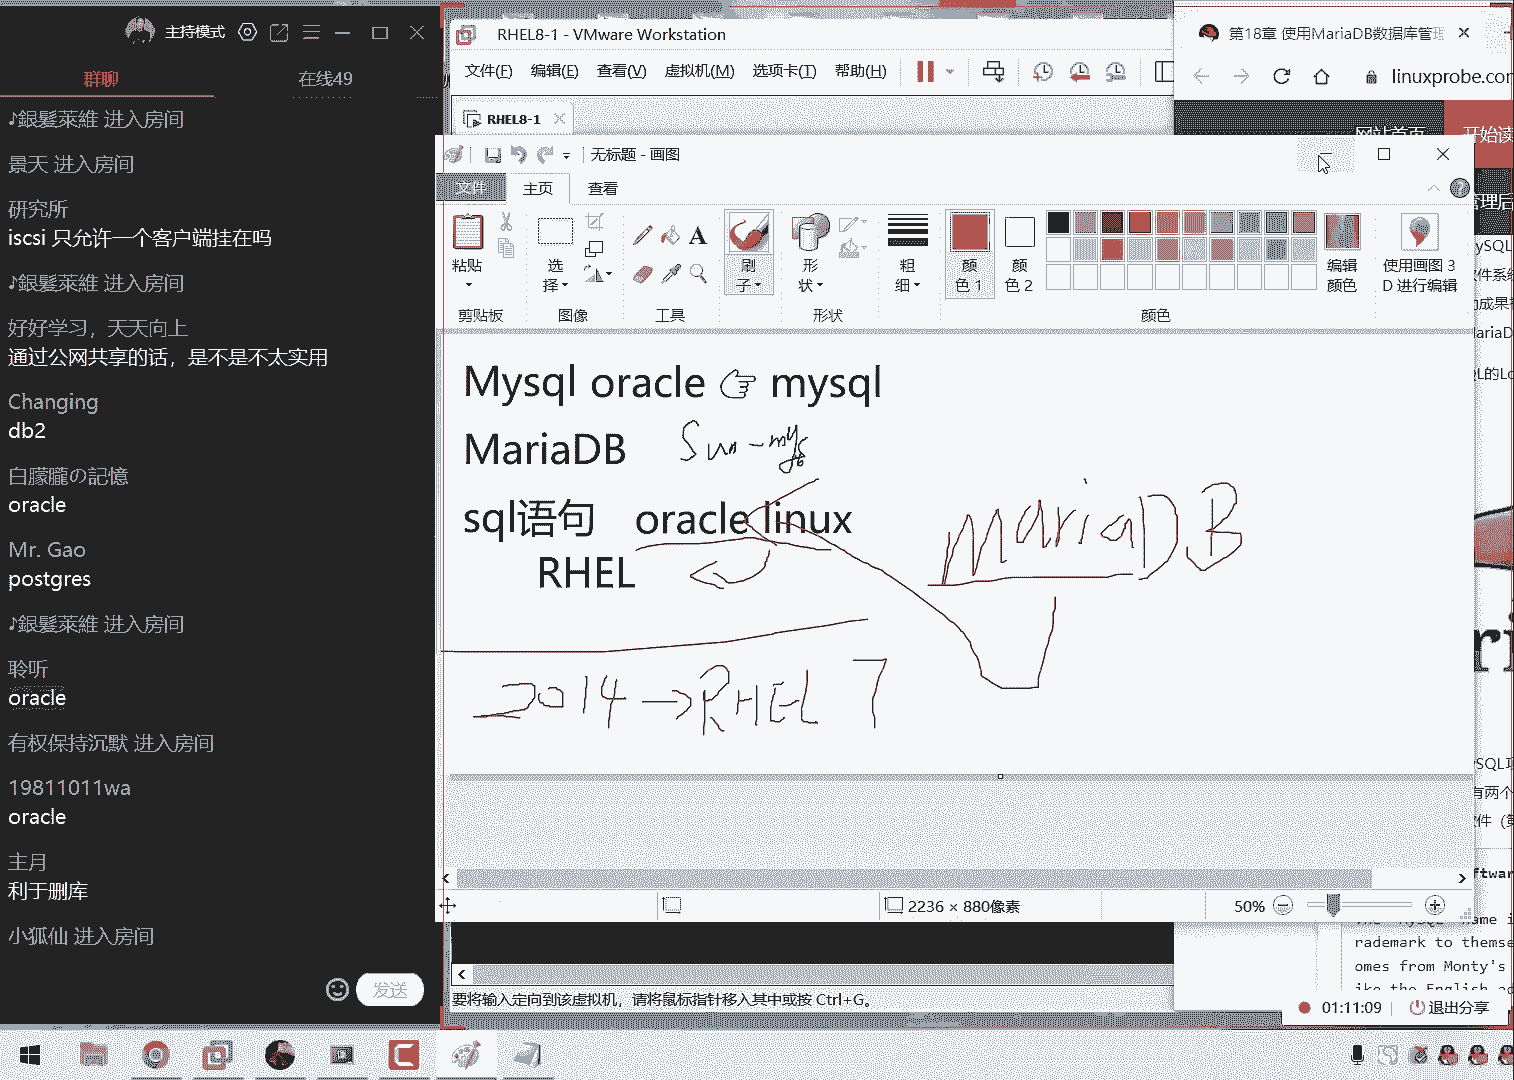 主持模式
群聊
在线49
♪銀髮萊維 进入房间
景天 进入房间
研究所
iscsi 只允许一个客户端挂在吗
♪銀髮萊維 进入房间
好好学习，天天向上
通过公网共享的话，是不是不太实用
Changing
db2
白朦朧の記憶
oracle
Mr. Gao
postgres
♪銀髮萊維 进入房间
聆听
oracle
有权保持沉默 进入房间
19811011wa
oracle
主月
利于删库
小狐仙 进入房间
发送
RHEL8-1 - VMware Workstation
文件(F) 编辑(E) 查看(V) 虚拟机(M) 选项卡(T) 帮助(H)
RHEL8-1
第18章 使用MariaDB数据库管理
linuxprobe.com
网站首页
开始读
无标题 - 画图
文件 主页 查看
粘贴
选择
刷子
形状
粗细
颜色 1
颜色 2
编辑颜色
使用画图 3D 进行编辑
剪贴板 图像 工具 形状 颜色
Mysql oracle 👉 mysql
MariaDB Sun-my
sql语句 oracle linux MariaDB
RHEL
2014→RHEL 7
2236 × 880像素
50%
要将输入定向到该虚拟机，请将鼠标指针移入其中或按 Ctrl+G。
rademark to themse
omes from Monty's
01:11:09
退出分享